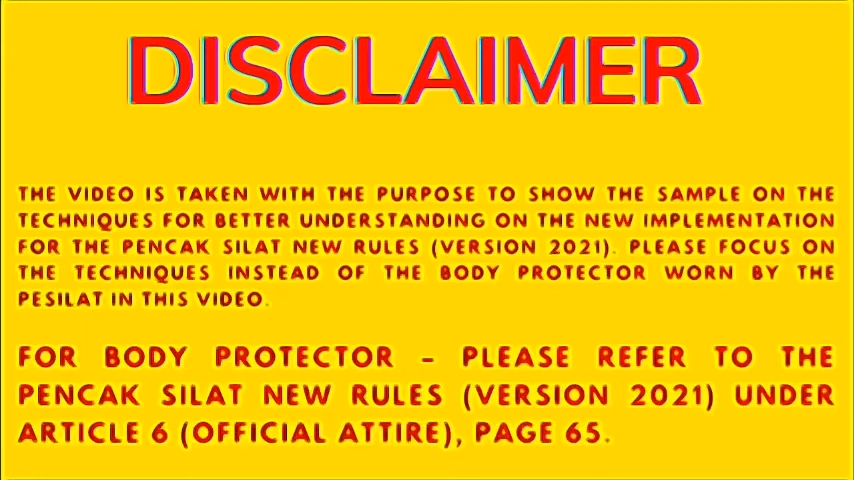 DISCLAIMER
THE VIDEO IS TAKEN WITH THE PURPOSE TO SHOW THE SAMPLE ON THE
TECHNIQUES FOR BETTER UNDERSTANDING ON THE NEW IMPLEMENTATION
FOR THE PENCAK SILAT NEW RULES (VERSION 2021). PLEASE FOCUS ON
THE TECHNIQUES INSTEAD OF THE BODY PROTECTOR WORN BY THE
PESILAT IN THIS VIDEO.
FOR BODY PROTECTOR - PLEASE REFER TO THE
PENCAK SILAT NEW RULES (VERSION 2021) UNDER
ARTICLE 6 (OFFICIAL ATTIRE), PAGE 65.